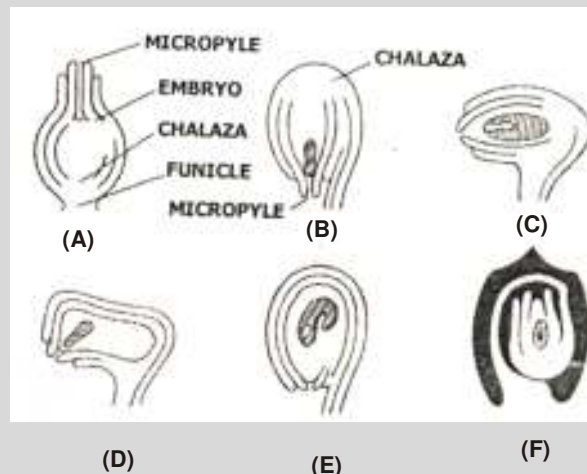 MICROPYLE
EMBRYO
CHALAZA
FUNICLE
(A)
CHALAZA
MICROPYLE
(B)
(C)
(D)
(E)
(F)